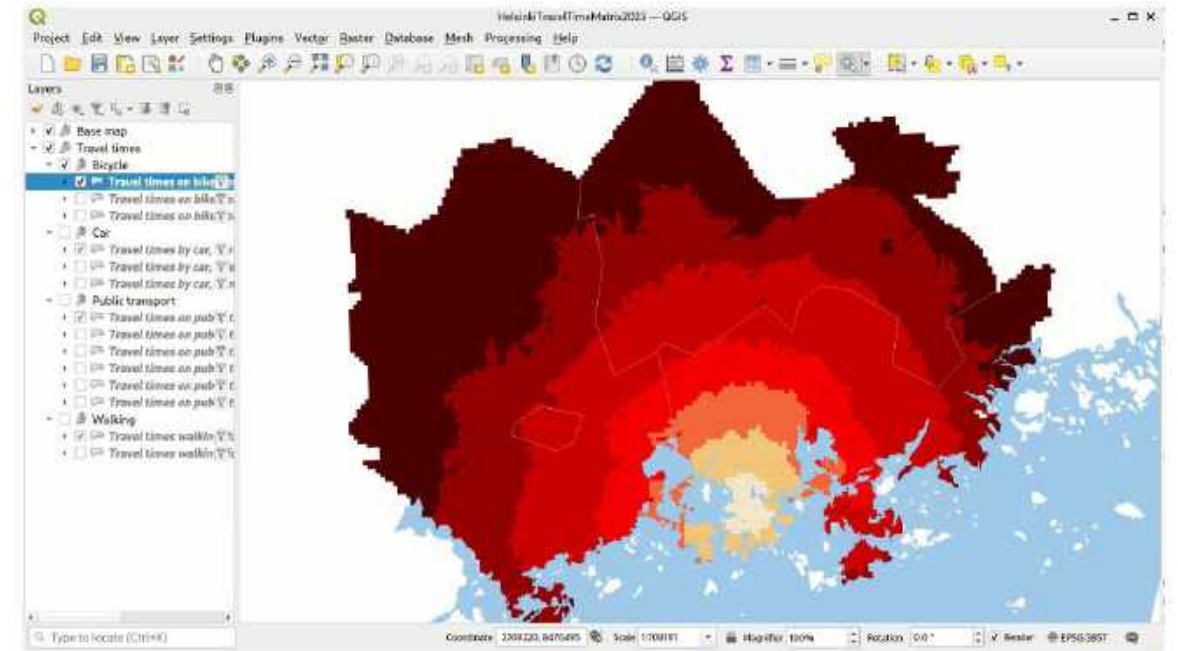 HelsinkiTravelTimeMatrix2023 — QGIS
Project Edit View Layer Settings Plugins Vector Raster Database Mesh Processing Help
Layers
Base map
Travel times
Bicycle
Travel times on bike
Travel times on bike
Travel times on bike
Car
Travel times by car,
Travel times by car,
Travel times by car,
Public transport
Travel times on pub
Travel times on pub
Travel times on pub
Travel times on pub
Travel times on pub
Travel times on pub
Walking
Travel times walkin
Travel times walkin
Type to locate (Ctrl+K)
Coordinate Scale Magnifier 100% Rotation 0.0 ° Render EPSG:3857